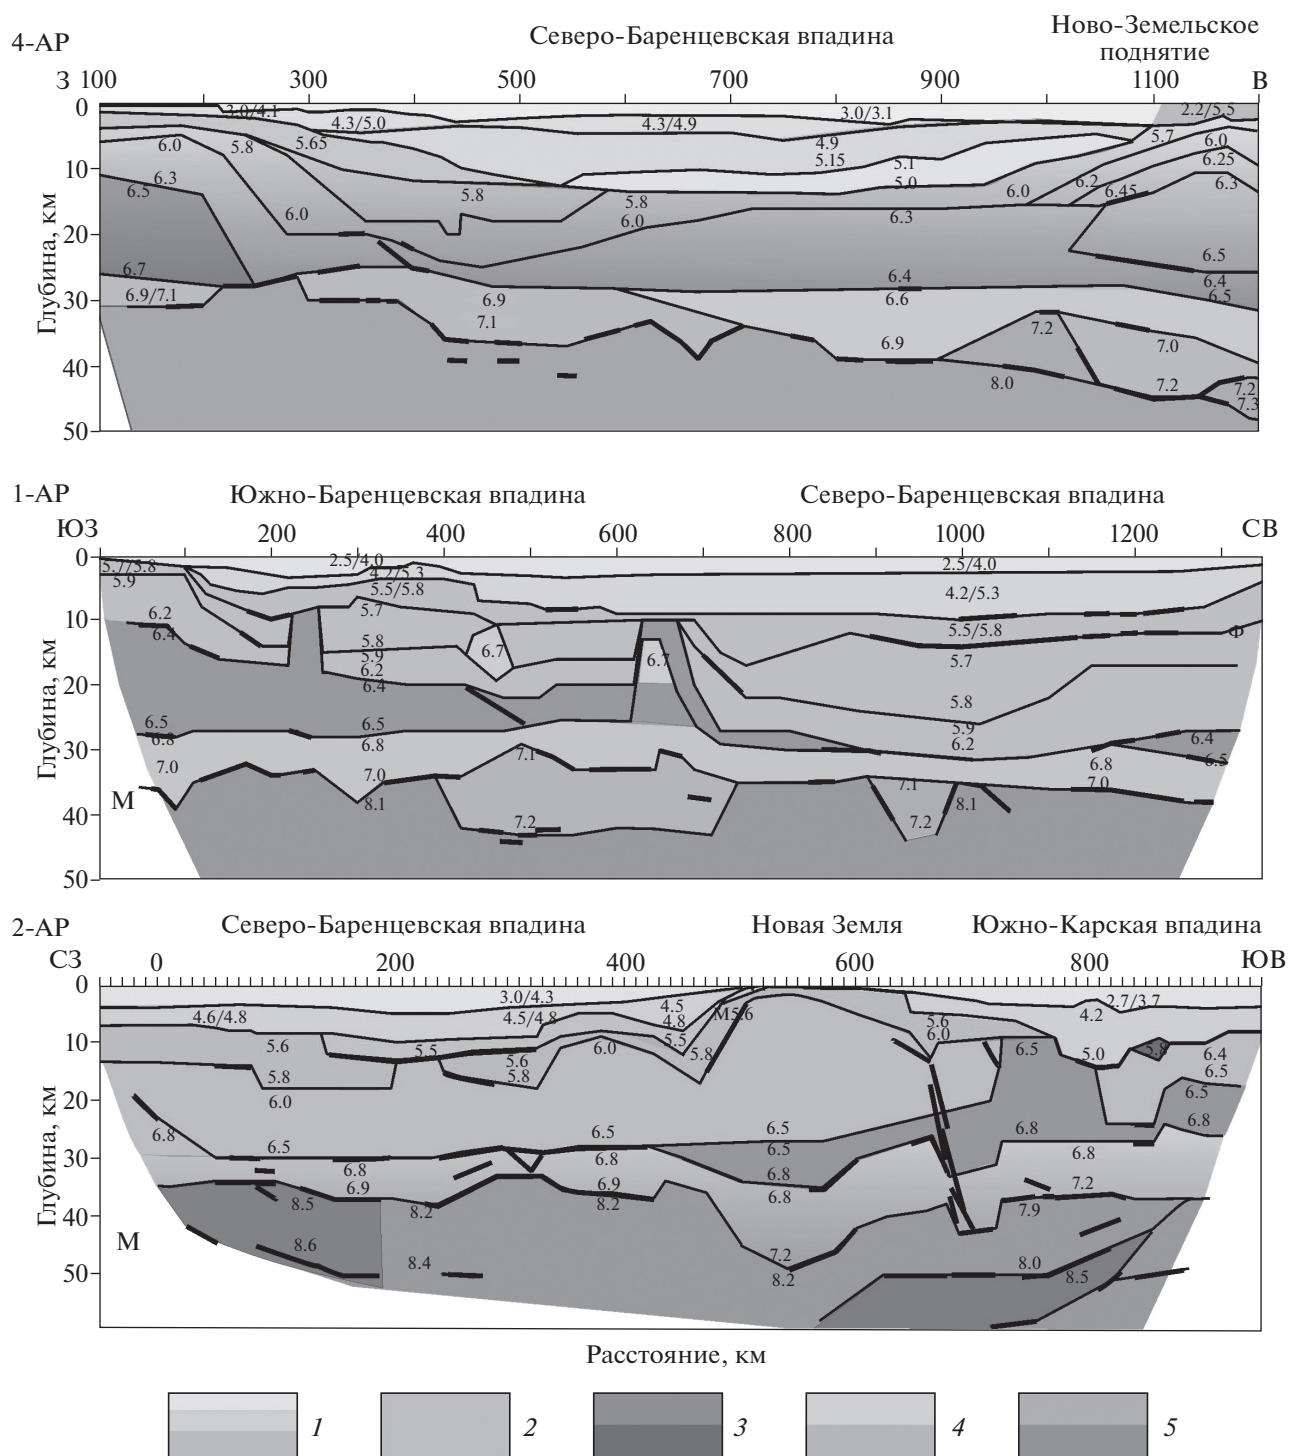 4-АР
Северо-Баренцевская впадина
Ново-Земельское
поднятие
З 100 300 500 700 900 1100 В
0
10
20
30
40
50
Глубина, км
3.0/4.1
4.3/5.0
4.3/4.9
3.0/3.1
2.2/5.5
6.0 5.8 5.65 4.9 5.7 6.0
5.15 5.1 6.25
6.3 5.8 5.0 6.0 6.2 6.45 6.3
6.5 6.0 5.8
6.0 6.3
6.5
6.7 6.4 6.4
6.9/7.1 6.9 6.6 6.5
7.1 7.2
6.9 7.0
8.0 7.2 7.2
7.3
1-АР
Южно-Баренцевская впадина
Северо-Баренцевская впадина
ЮЗ 200 400 600 800 1000 1200 СВ
0
10
20
30
40
50
Глубина, км
5.7/5.8 2.5/4.0 2.5/4.0
5.9 4.2/5.3 4.2/5.3
5.5/5.8
6.2 5.7 5.5/5.8 Ф
6.4 5.8 6.7 6.7 5.7
5.9
6.2
6.4 5.8
6.5 6.5 5.9
6.8 6.8 6.2 6.4
7.0 7.0 7.1 6.8 6.5
7.1 7.0
М 8.1 8.1
7.2 7.2
2-АР
Северо-Баренцевская впадина
Новая Земля
Южно-Карская впадина
СЗ 0 200 400 600 800 ЮВ
0
10
20
30
40
50
Глубина, км
3.0/4.3 4.5 2.7/3.7
4.6/4.8 4.5/4.8 4.8 М5.6 4.2
5.6 5.5 5.5 5.6
6.0
5.6 6.0 5.8 6.5 5.0 5.8 6.4
5.8 5.8 6.5
6.0 6.5
6.8 6.5 6.5 6.5 6.8 6.8
6.5
6.8 6.8 6.8 6.8
6.9 6.9 6.8 7.2
8.5 8.2 8.2 7.9
М 8.6 8.4 7.2 8.0
8.2 8.5
Расстояние, км
1 2 3 4 5